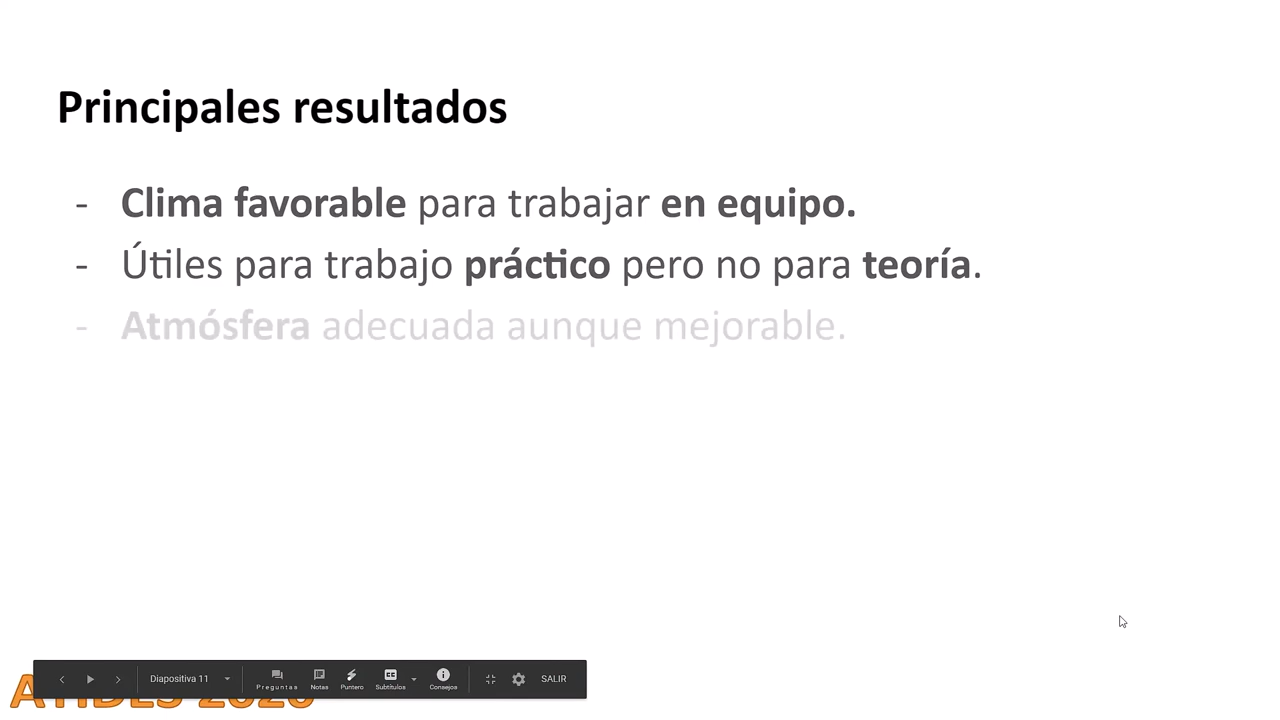 Principales resultados
- Clima favorable para trabajar en equipo.
- Útiles para trabajo práctico pero no para teoría.
- Atmósfera adecuada aunque mejorable.
Diapositiva 11
Preguntas
Notas
Puntero
CC
Subtítulos
Consejos
SALIR